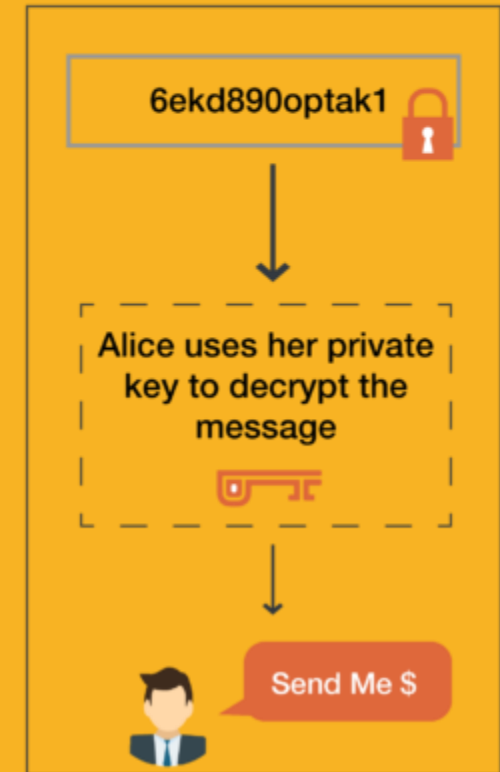 6ekd890optak1
Alice uses her private
key to decrypt the
message
Send Me $